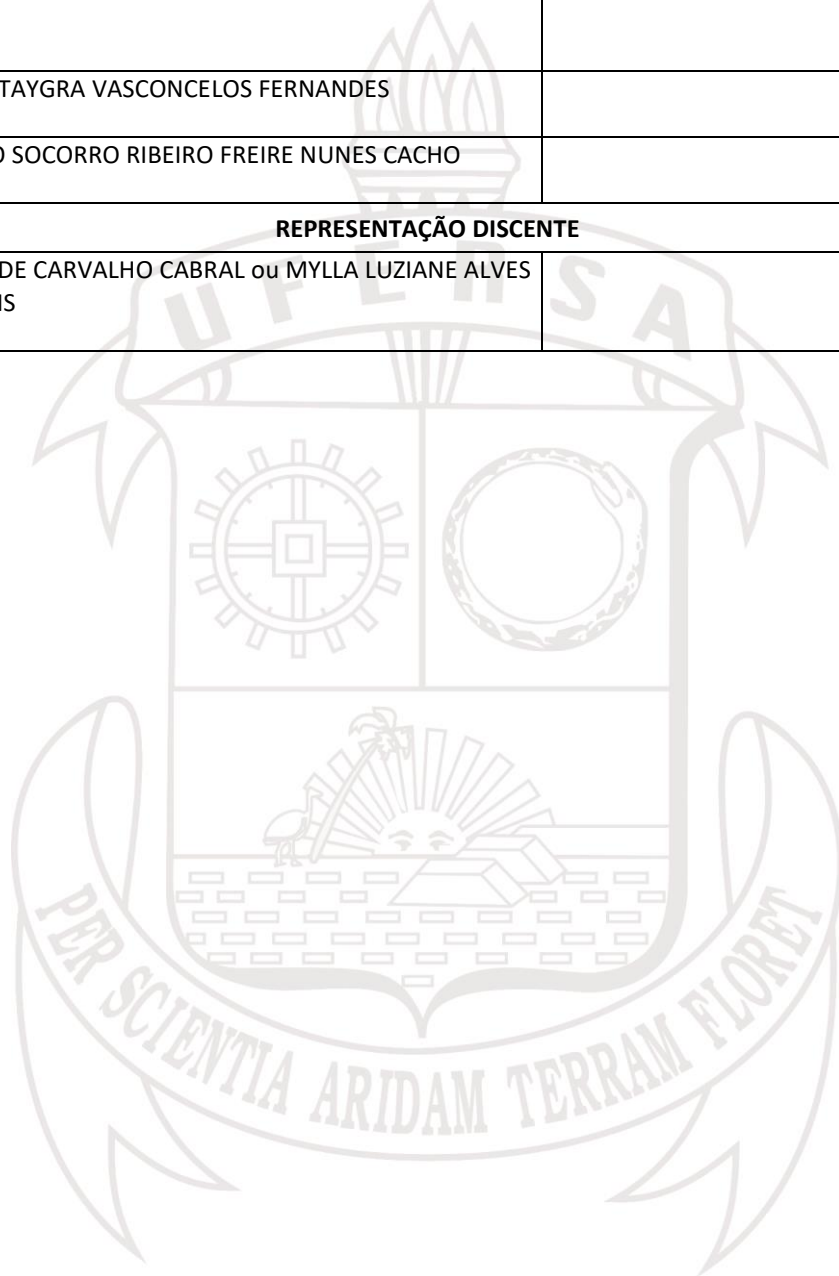 TAYGRA VASCONCELOS FERNANDES
SOCORRO RIBEIRO FREIRE NUNES CACHO
REPRESENTAÇÃO DISCENTE
DE CARVALHO CABRAL ou MYLLA LUZIANE ALVES
UFERSA
PER SCIENTIA ARIDAM TERRAM FLORET